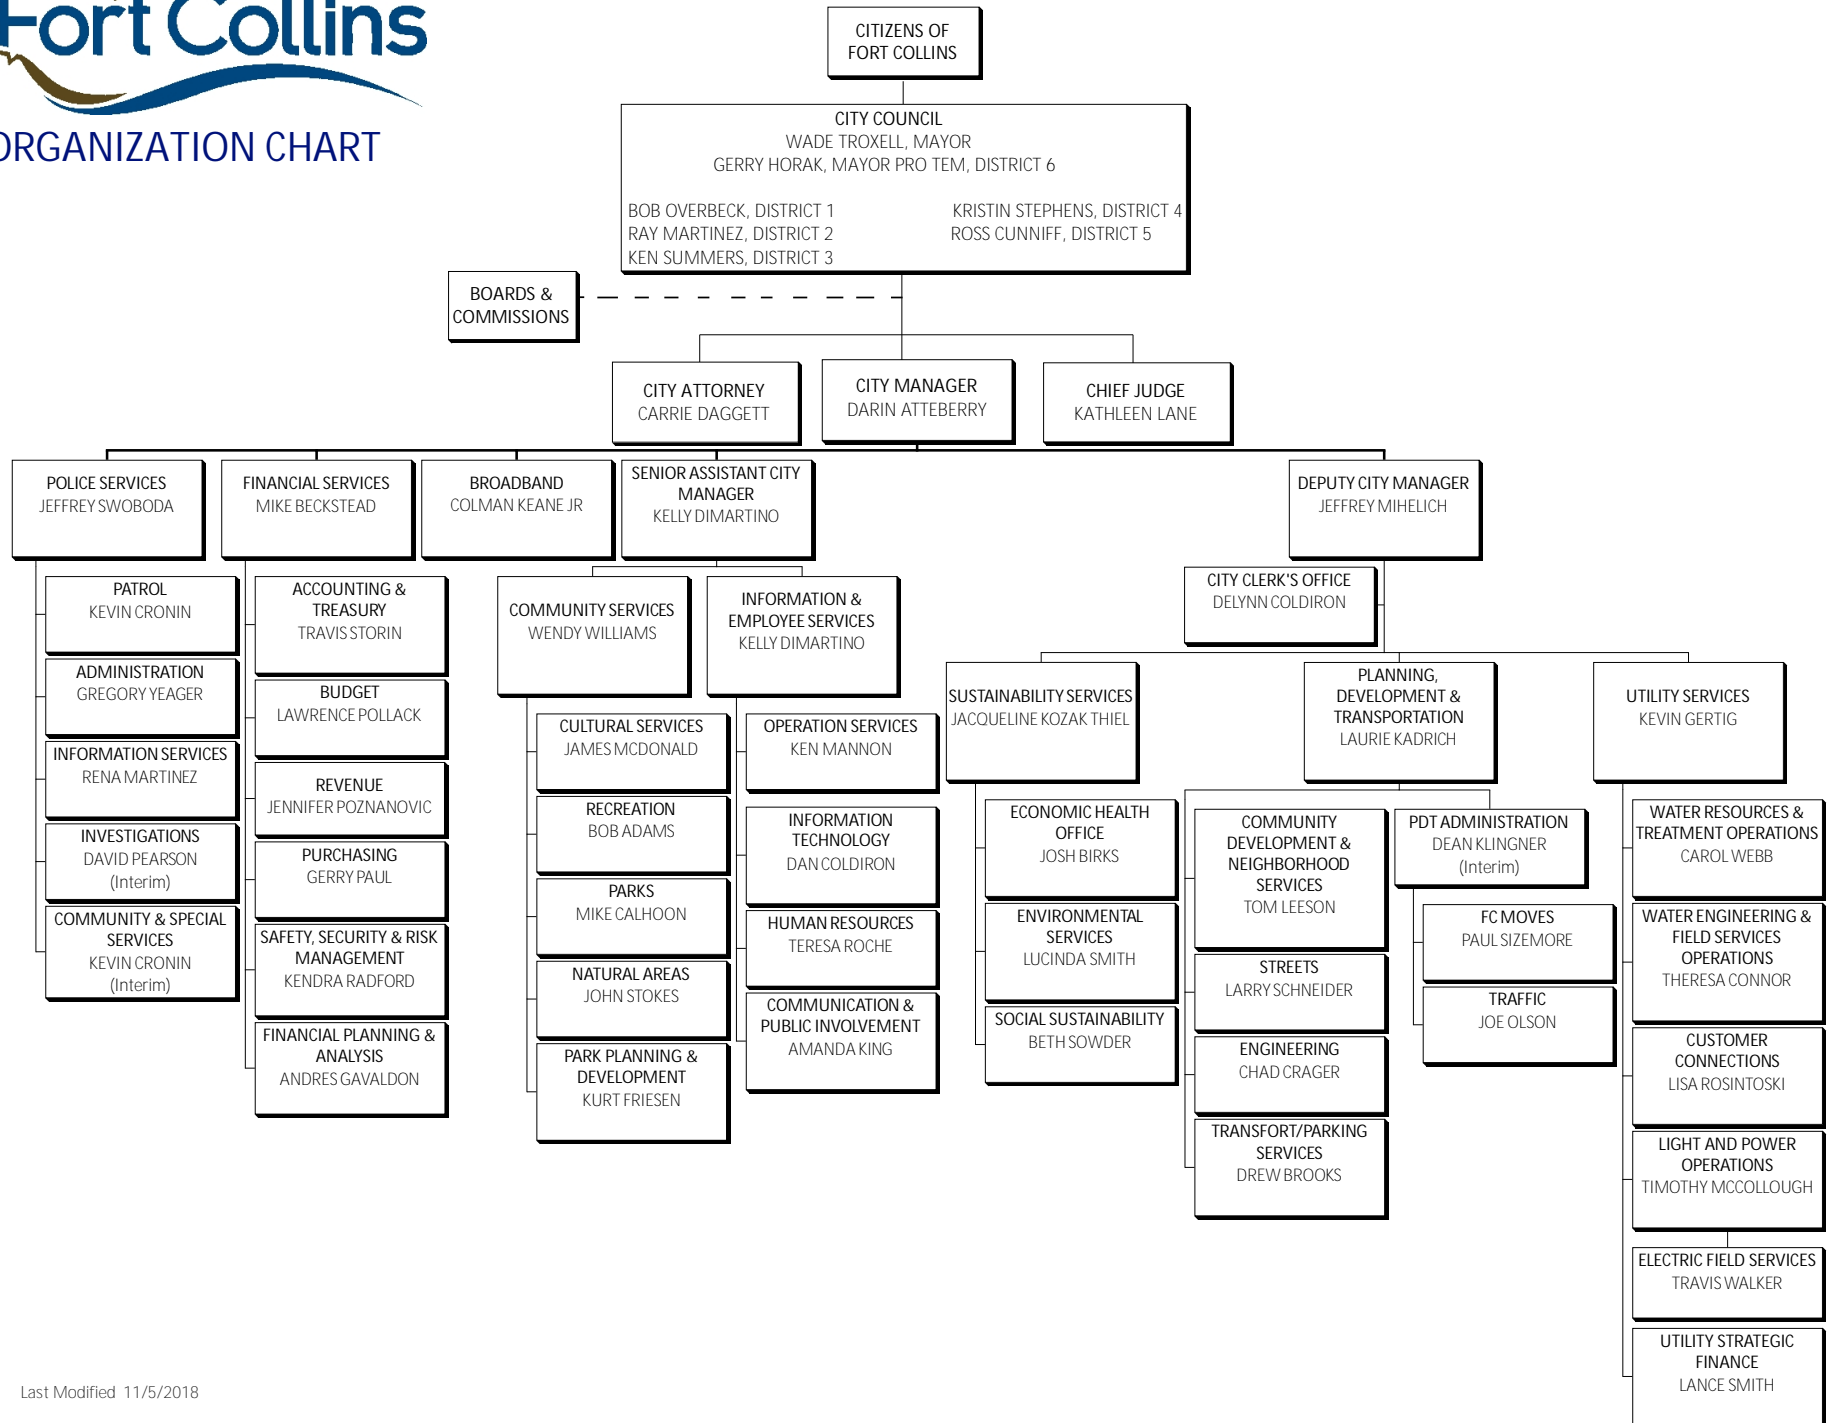 Fort Collins
ORGANIZATION CHART
CITIZENS OF
FORT COLLINS
CITY COUNCIL
WADE TROXELL, MAYOR
GERRY HORAK, MAYOR PRO TEM, DISTRICT 6
BOB OVERBECK, DISTRICT 1
RAY MARTINEZ, DISTRICT 2
KEN SUMMERS, DISTRICT 3
KRISTIN STEPHENS, DISTRICT 4
ROSS CUNNIFF, DISTRICT 5
BOARDS &
COMMISSIONS
CITY ATTORNEY
CARRIE DAGGETT
CITY MANAGER
DARIN ATTEBERRY
CHIEF JUDGE
KATHLEEN LANE
POLICE SERVICES
JEFFREY SWOBODA
FINANCIAL SERVICES
MIKE BECKSTEAD
BROADBAND
COLMAN KEANE JR
SENIOR ASSISTANT CITY
MANAGER
KELLY DIMARTINO
DEPUTY CITY MANAGER
JEFFREY MIHELICH
PATROL
KEVIN CRONIN
ADMINISTRATION
GREGORY YEAGER
INFORMATION SERVICES
RENA MARTINEZ
INVESTIGATIONS
DAVID PEARSON
(Interim)
COMMUNITY & SPECIAL
SERVICES
KEVIN CRONIN
(Interim)
ACCOUNTING &
TREASURY
TRAVIS STORIN
BUDGET
LAWRENCE POLLACK
REVENUE
JENNIFER POZNANOVIC
PURCHASING
GERRY PAUL
SAFETY, SECURITY & RISK
MANAGEMENT
KENDRA RADFORD
FINANCIAL PLANNING &
ANALYSIS
ANDRES GAVALDON
COMMUNITY SERVICES
WENDY WILLIAMS
CULTURAL SERVICES
JAMES MCDONALD
RECREATION
BOB ADAMS
PARKS
MIKE CALHOON
NATURAL AREAS
JOHN STOKES
PARK PLANNING &
DEVELOPMENT
KURT FRIESEN
INFORMATION &
EMPLOYEE SERVICES
KELLY DIMARTINO
OPERATION SERVICES
KEN MANNON
INFORMATION
TECHNOLOGY
DAN COLDIRON
HUMAN RESOURCES
TERESA ROCHE
COMMUNICATION &
PUBLIC INVOLVEMENT
AMANDA KING
CITY CLERK'S OFFICE
DELYNN COLDIRON
SUSTAINABILITY SERVICES
JACQUELINE KOZAK THIEL
ECONOMIC HEALTH
OFFICE
JOSH BIRKS
ENVIRONMENTAL
SERVICES
LUCINDA SMITH
SOCIAL SUSTAINABILITY
BETH SOWDER
PLANNING,
DEVELOPMENT &
TRANSPORTATION
LAURIE KADRICH
COMMUNITY
DEVELOPMENT &
NEIGHBORHOOD
SERVICES
TOM LEESON
STREETS
LARRY SCHNEIDER
ENGINEERING
CHAD CRAGER
TRANSFORT/PARKING
SERVICES
DREW BROOKS
PDT ADMINISTRATION
DEAN KLINGNER
(Interim)
FC MOVES
PAUL SIZEMORE
TRAFFIC
JOE OLSON
UTILITY SERVICES
KEVIN GERTIG
WATER RESOURCES &
TREATMENT OPERATIONS
CAROL WEBB
WATER ENGINEERING &
FIELD SERVICES
OPERATIONS
THERESA CONNOR
CUSTOMER
CONNECTIONS
LISA ROSINTOSKI
LIGHT AND POWER
OPERATIONS
TIMOTHY MCCOLLOUGH
ELECTRIC FIELD SERVICES
TRAVIS WALKER
UTILITY STRATEGIC
FINANCE
LANCE SMITH
Last Modified 11/5/2018